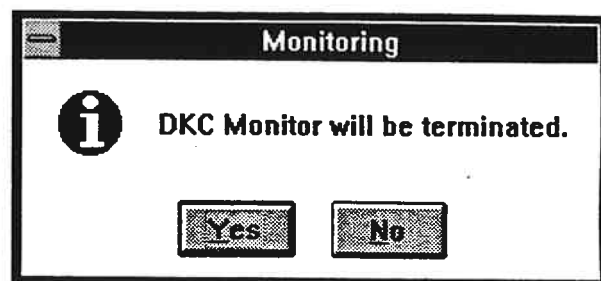 Monitoring
DKC Monitor will be terminated.
Yes No